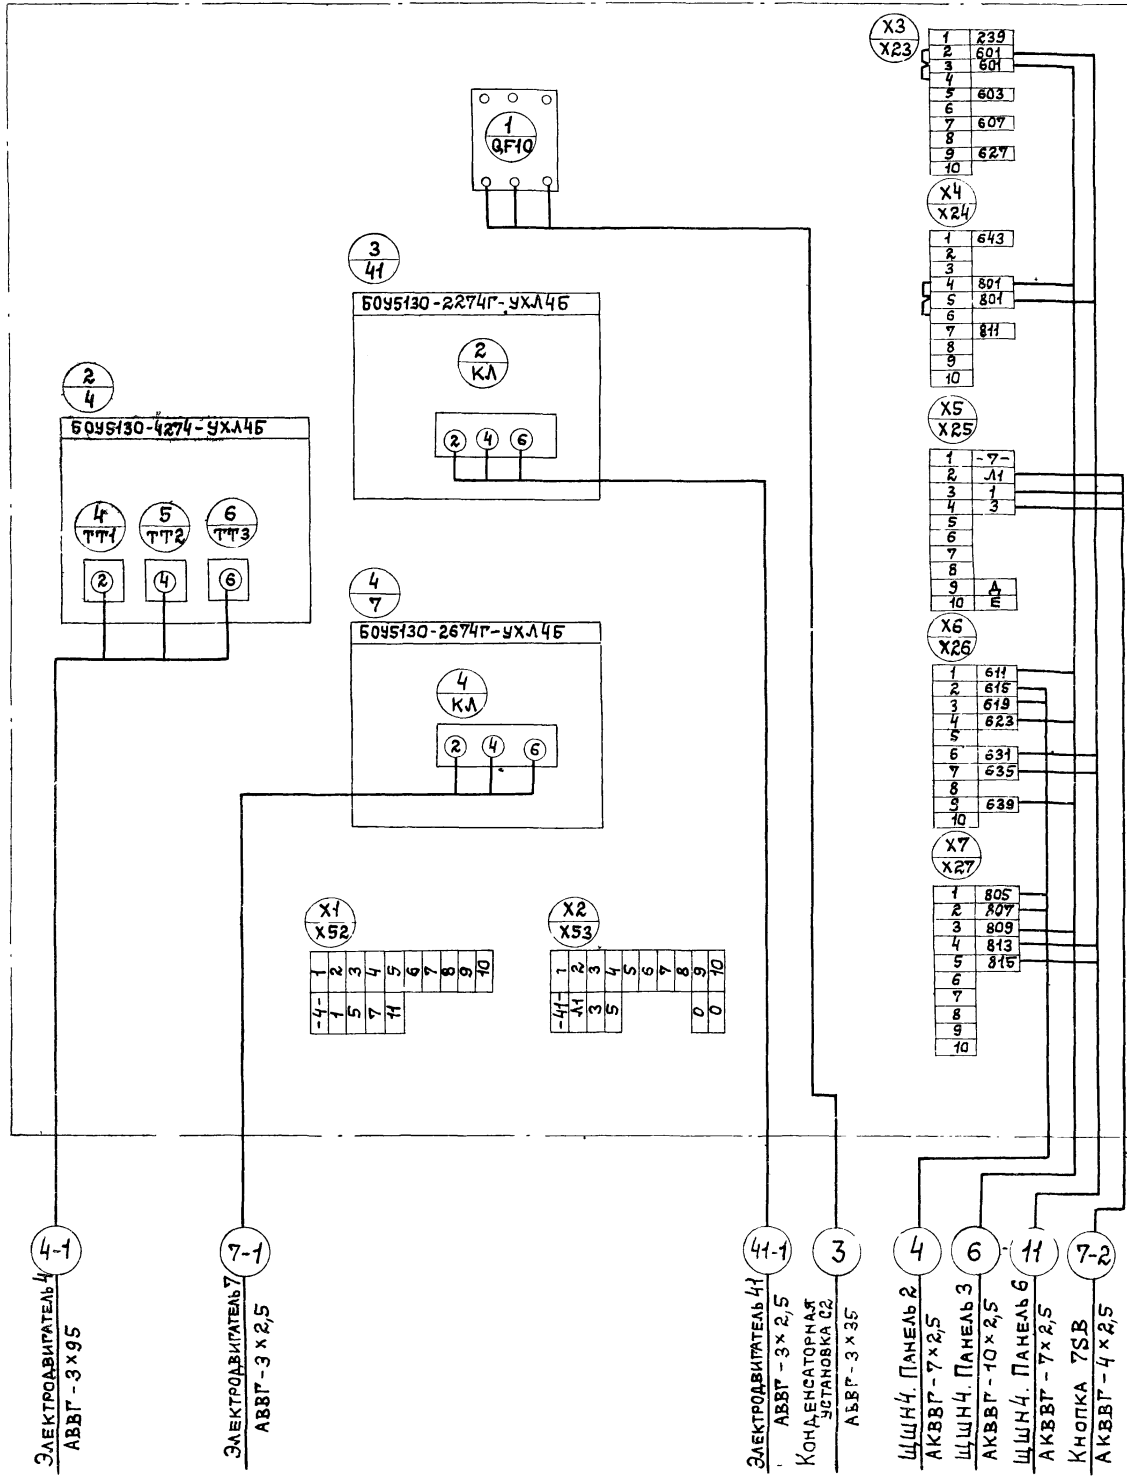 X3
X23
1 239
2 601
3 601
4
5 603
6
7 607
8
9 627
10
1
QF10
X4
X24
1 643
2
3
4 801
5 801
6
7 811
8
9
10
3
41
БОУ5130-2274Г-УХЛ4Б
2
КЛ
2 4 6
2
4
БОУ5130-4274-УХЛ4Б
4
ТТ1
5
ТТ2
6
ТТ3
2 4 6
X5
X25
1 -7-
2 Л1
3 1
4 3
5
6
7
8
9 Д
10 Е
4
7
БОУ5130-2674Г-УХЛ4Б
4
КЛ
2 4 6
X6
X26
1 611
2 615
3 619
4 623
5
6 631
7 635
8
9 639
10
X7
X27
1 805
2 807
3 809
4 813
5 815
6
7
8
9
10
X1
X52
1 2 3 4 5 6 7 8 9 10
-4- 1 5 7 11
X2
X53
1 2 3 4 5 6 7 8 9 10
-41- Л1 3 5 0 0
4-1
7-1
41-1
3
4
6
11
7-2
Электродвигатель 4
АВВГ-3×95
Электродвигатель 7
АВВГ-3×2,5
Электродвигатель 41
АВВГ-3×2,5
Конденсаторная
установка С2
АВВГ-3×35
ЩШН4. Панель 2
АКВВГ-7×2,5
ЩШН4. Панель 3
АКВВГ-10×2,5
ЩШН4. Панель 6
АКВВГ-7×2,5
Кнопка 7SB
АКВВГ-4×2,5